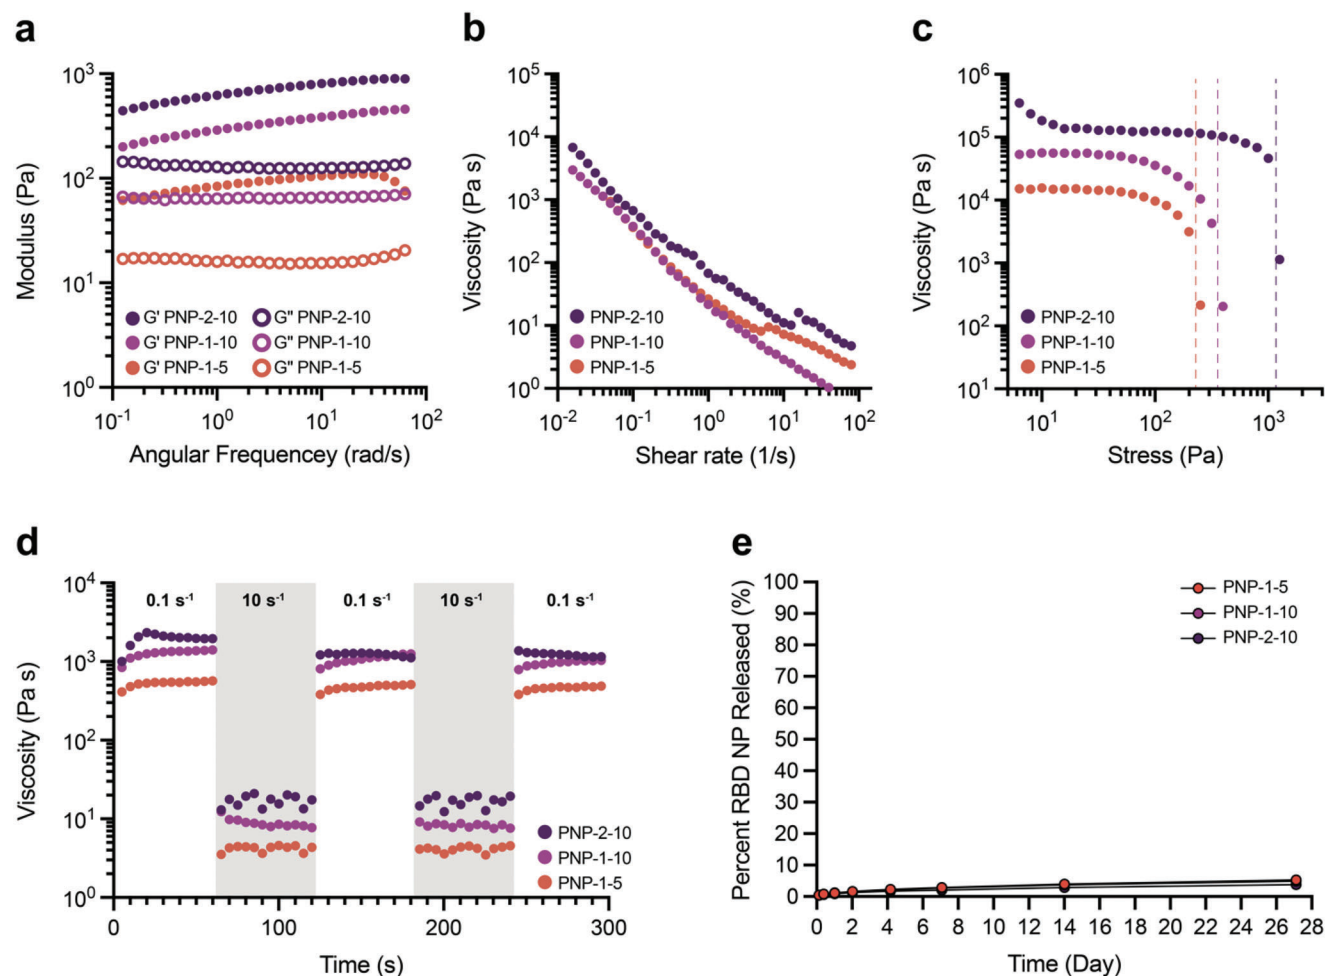 a
10³
10²
10¹
10⁰
Modulus (Pa)
G' PNP-2-10 G" PNP-2-10
G' PNP-1-10 G" PNP-1-10
G' PNP-1-5 G" PNP-1-5
10⁻¹ 10⁰ 10¹ 10²
Angular Frequencey (rad/s)
b
10⁵
10⁴
10³
10²
10¹
10⁰
Viscosity (Pa s)
PNP-2-10
PNP-1-10
PNP-1-5
10⁻² 10⁻¹ 10⁰ 10¹ 10²
Shear rate (1/s)
c
10⁶
10⁵
10⁴
10³
10²
10¹
Viscosity (Pa s)
PNP-2-10
PNP-1-10
PNP-1-5
10¹ 10² 10³
Stress (Pa)
d
10⁴
10³
10²
10¹
10⁰
Viscosity (Pa s)
0.1 s⁻¹ 10 s⁻¹ 0.1 s⁻¹ 10 s⁻¹ 0.1 s⁻¹
PNP-2-10
PNP-1-10
PNP-1-5
0 100 200 300
Time (s)
e
100
90
80
70
60
50
40
30
20
10
0
Percent RBD NP Released (%)
PNP-1-5
PNP-1-10
PNP-2-10
0 2 4 6 8 10 12 14 16 18 20 22 24 26 28
Time (Day)